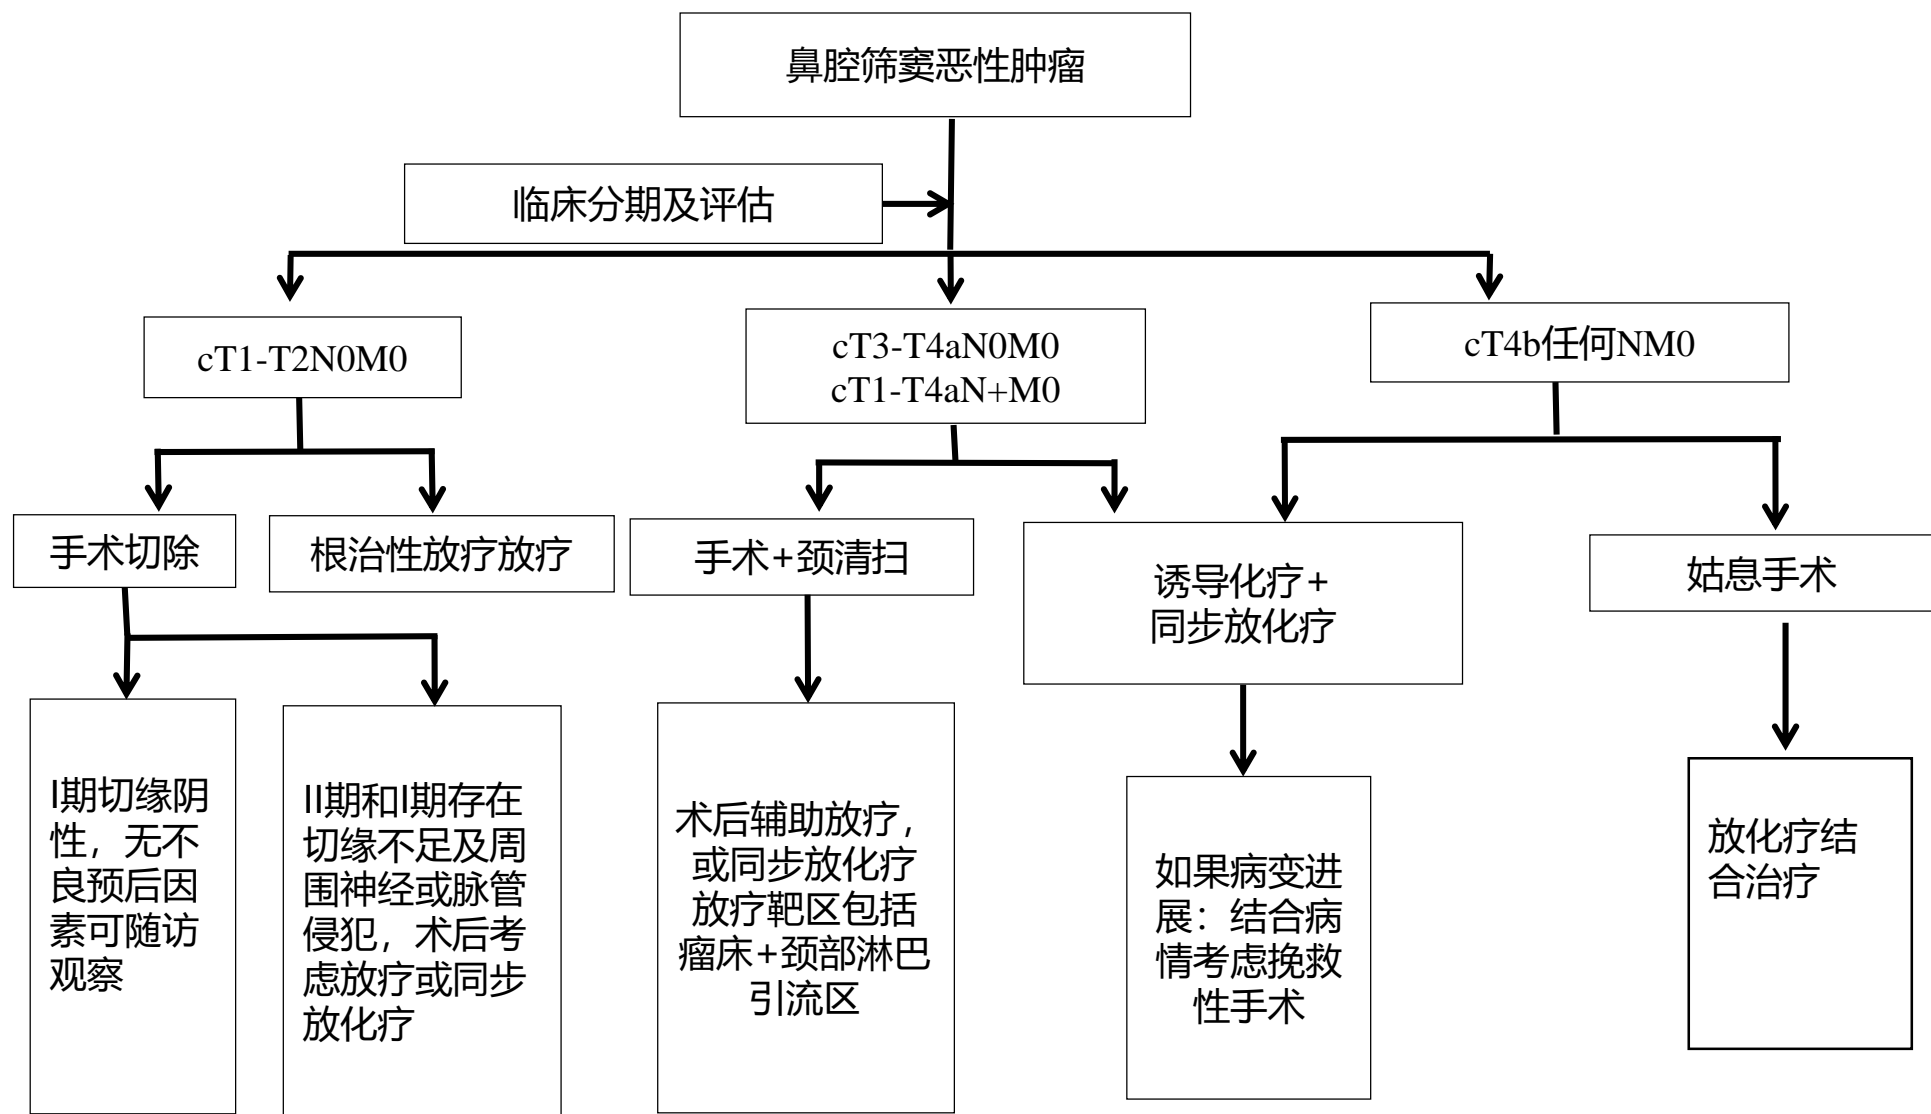 鼻腔筛窦恶性肿瘤
临床分期及评估
cT1-T2N0M0
cT3-T4aN0M0
cT1-T4aN+M0
cT4b任何NM0
手术切除
根治性放疗放疗
手术+颈清扫
诱导化疗+
同步放化疗
姑息手术
I期切缘阴
性，无不
良预后因
素可随访
观察
II期和I期存在
切缘不足及周
围神经或脉管
侵犯，术后考
虑放疗或同步
放化疗
术后辅助放疗，
或同步放化疗
放疗靶区包括
瘤床+颈部淋巴
引流区
如果病变进
展：结合病
情考虑挽救
性手术
放化疗结
合治疗